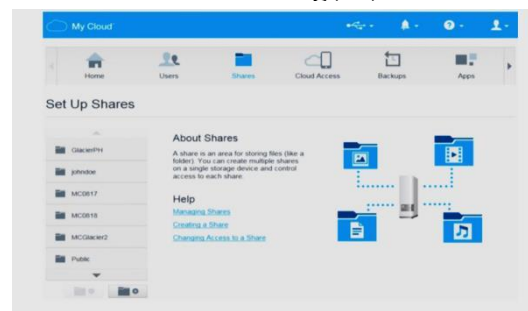 My Cloud
Home
Users
Shares
Cloud Access
Backups
Apps
Set Up Shares
GlacierPH
johndoe
MC0817
MC0818
MCGlacier2
Public
About Shares
A share is an area for storing files (like a
folder). You can create multiple shares
on a single storage device and control
access to each share.
Help
Managing Shares
Creating a Share
Changing Access to a Share